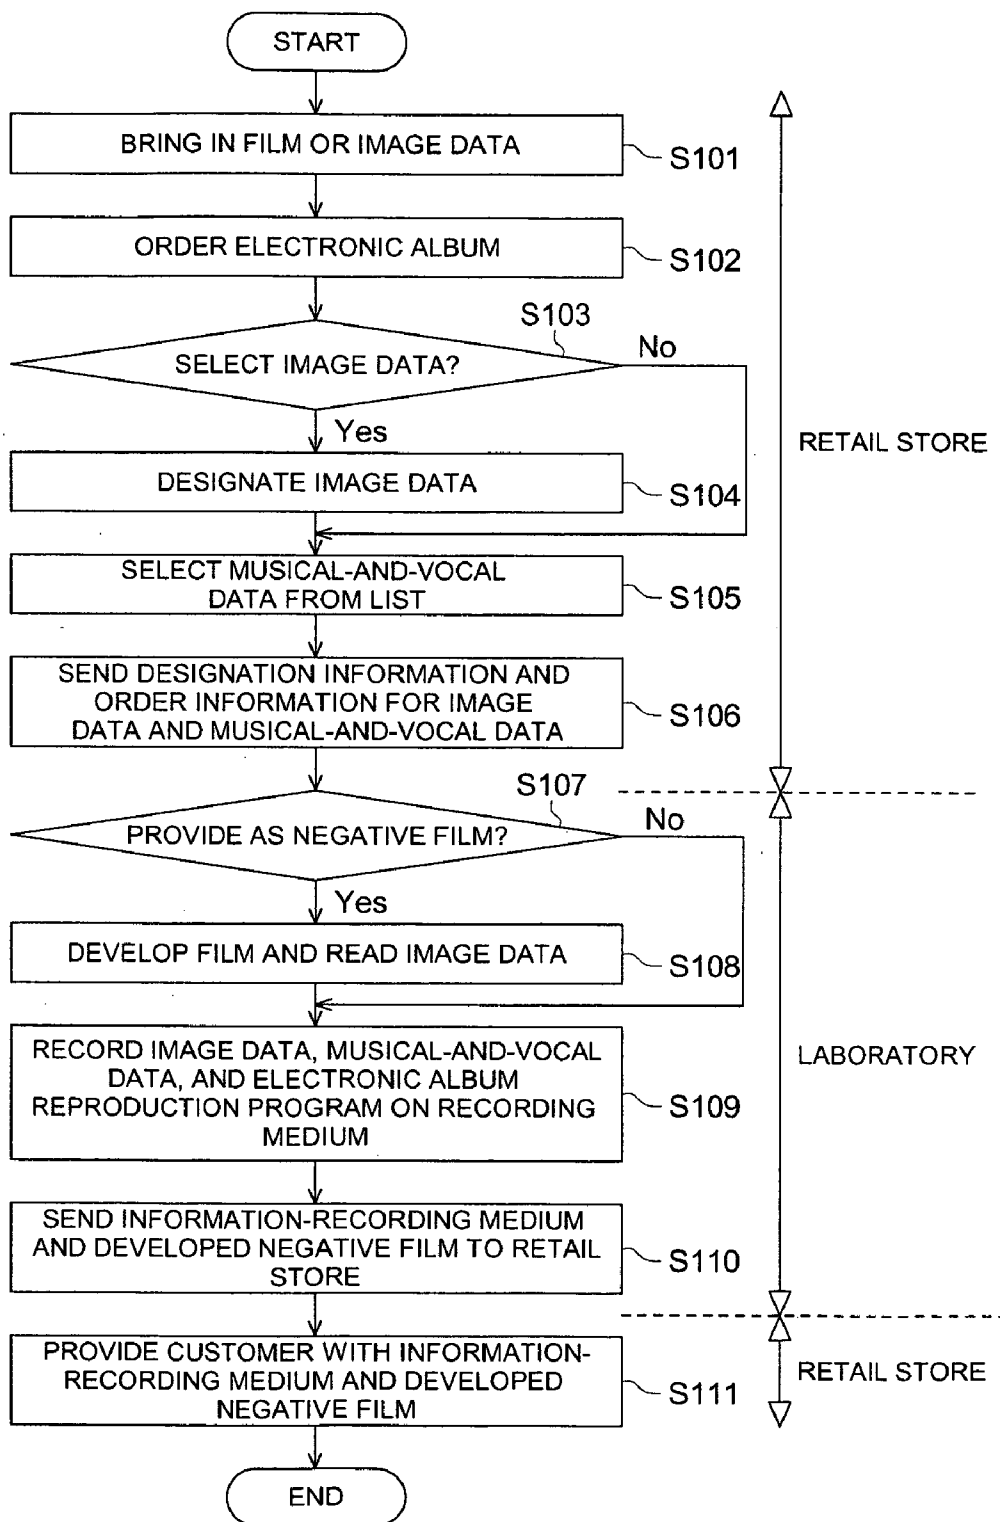 START
BRING IN FILM OR IMAGE DATA
S101
ORDER ELECTRONIC ALBUM
S102
S103
SELECT IMAGE DATA?
No
Yes
RETAIL STORE
DESIGNATE IMAGE DATA
S104
SELECT MUSICAL-AND-VOCAL
DATA FROM LIST
S105
SEND DESIGNATION INFORMATION AND
ORDER INFORMATION FOR IMAGE
DATA AND MUSICAL-AND-VOCAL DATA
S106
S107
PROVIDE AS NEGATIVE FILM?
No
Yes
DEVELOP FILM AND READ IMAGE DATA
S108
RECORD IMAGE DATA, MUSICAL-AND-VOCAL
DATA, AND ELECTRONIC ALBUM
REPRODUCTION PROGRAM ON RECORDING
MEDIUM
S109
LABORATORY
SEND INFORMATION-RECORDING MEDIUM
AND DEVELOPED NEGATIVE FILM TO RETAIL
STORE
S110
PROVIDE CUSTOMER WITH INFORMATION-
RECORDING MEDIUM AND DEVELOPED
NEGATIVE FILM
S111
RETAIL STORE
END